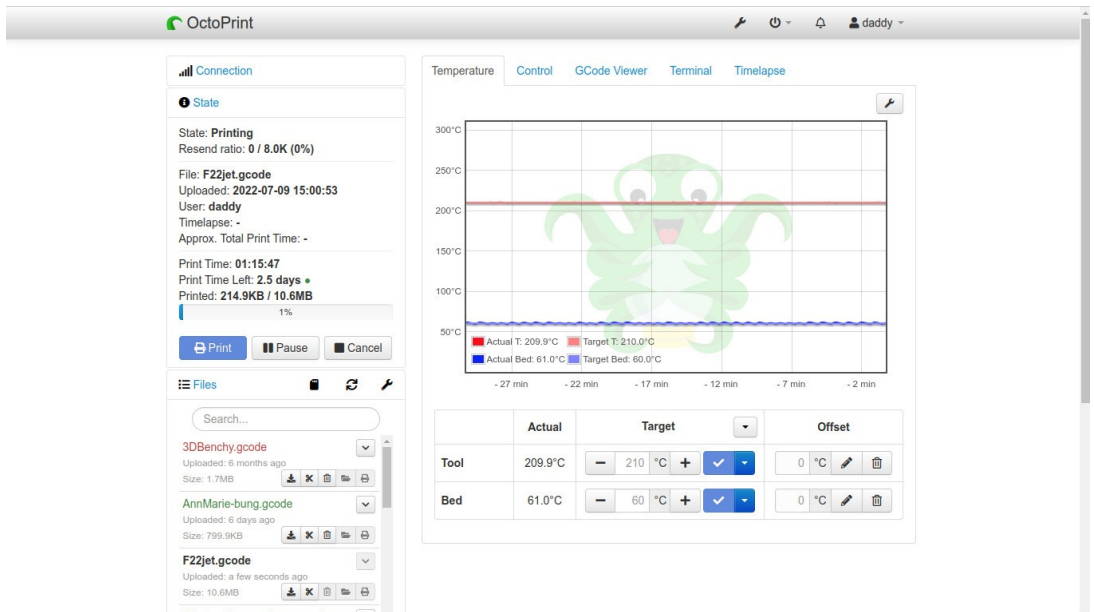 OctoPrint
daddy
Connection
State
State: Printing
Resend ratio: 0 / 8.0K (0%)
File: F22jet.gcode
Uploaded: 2022-07-09 15:00:53
User: daddy
Timelapse: -
Approx. Total Print Time: -
Print Time: 01:15:47
Print Time Left: 2.5 days
Printed: 214.9KB / 10.6MB
1%
Print Pause Cancel
Files
Search...
3DBenchy.gcode
Uploaded: 6 months ago
Size: 1.7MB
AnnMarie-bung.gcode
Uploaded: 6 days ago
Size: 799.9KB
F22jet.gcode
Uploaded: a few seconds ago
Size: 10.6MB
Temperature Control GCode Viewer Terminal Timelapse
300°C
250°C
200°C
150°C
100°C
50°C
Actual T: 209.9°C Target T: 210.0°C
Actual Bed: 61.0°C Target Bed: 60.0°C
- 27 min - 22 min - 17 min - 12 min - 7 min - 2 min
Actual Target Offset
Tool 209.9°C 210 °C 0 °C
Bed 61.0°C 60 °C 0 °C